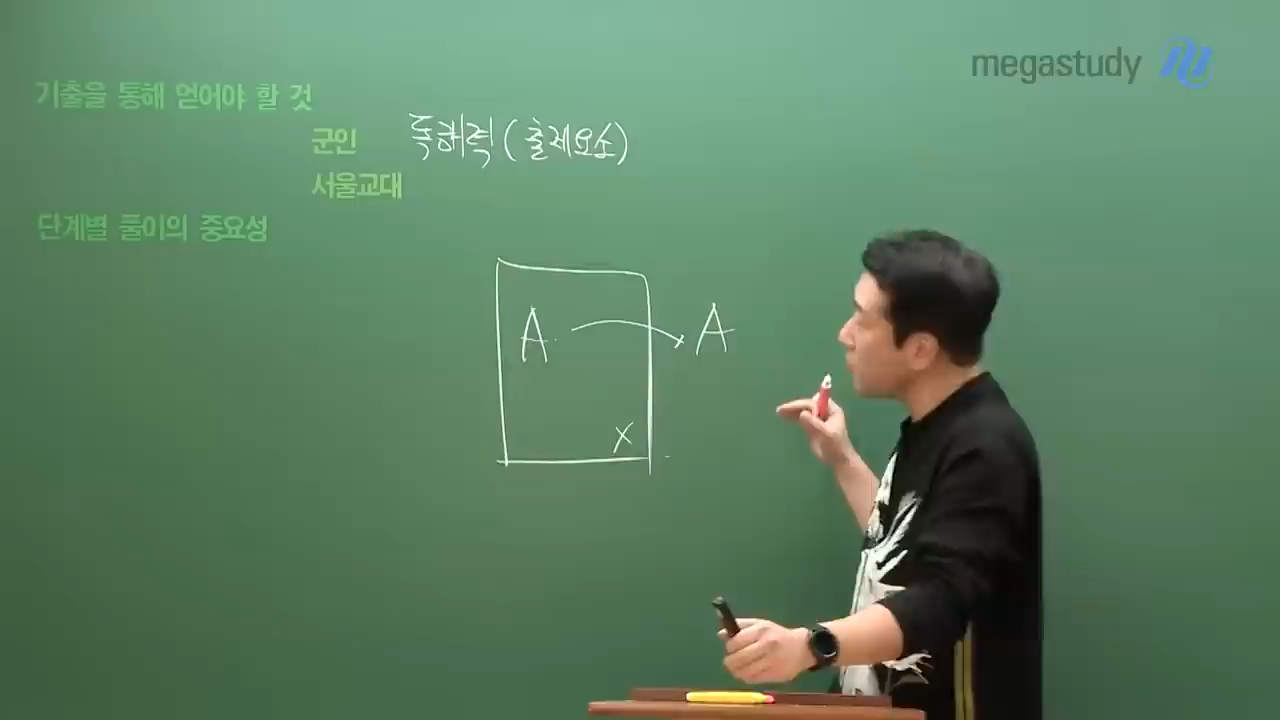 megastudy
기출을 통해 얻어야 할 것
군인 독해력 (출제요소)
서울교대
단계별 풀이의 중요성
A A
x